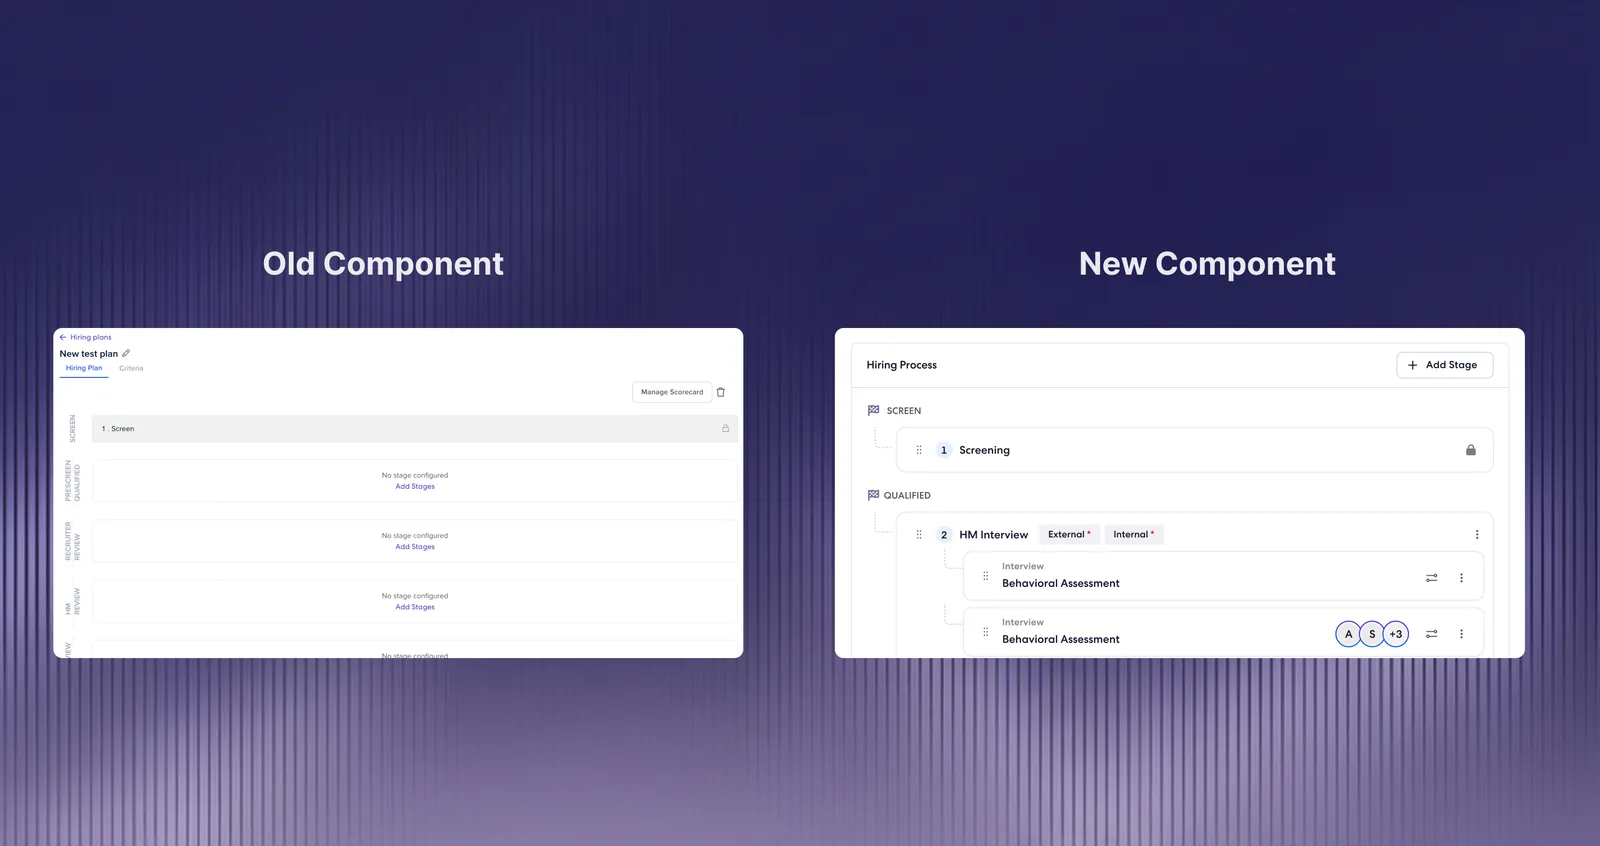 Old Component
Hiring plans
New test plan
Hiring Plan Criteria
Manage Scorecard
SCREEN
1 . Screen
PRESCREEN
QUALIFIED
No stage configured
Add Stages
RECRUITER
REVIEW
No stage configured
Add Stages
HM
REVIEW
No stage configured
Add Stages
No stage configured
New Component
Hiring Process
+ Add Stage
SCREEN
1 Screening
QUALIFIED
2 HM Interview External * Internal *
Interview
Behavioral Assessment
Interview
Behavioral Assessment
A S +3